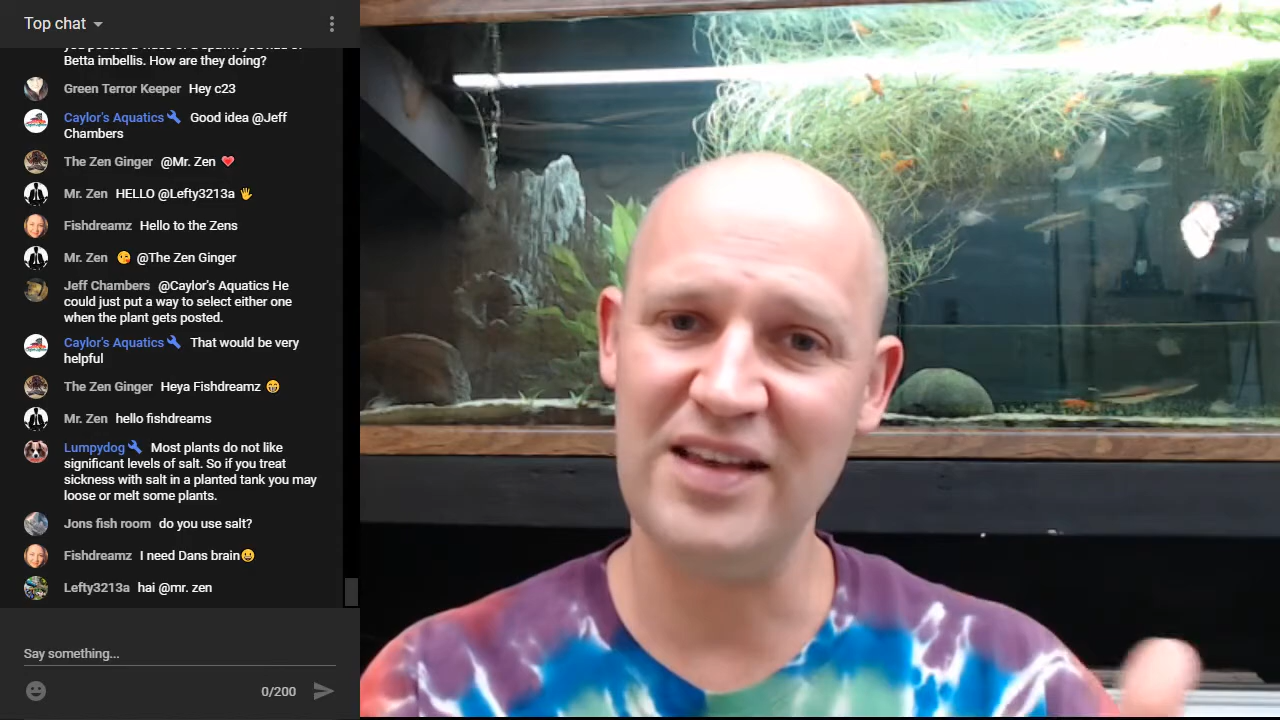 Top chat
Betta imbellis. How are they doing?
Green Terror Keeper Hey c23
Caylor's Aquatics Good idea @Jeff
Chambers
The Zen Ginger @Mr. Zen ❤
Mr. Zen HELLO @Lefty3213a 🖐
Fishdreamz Hello to the Zens
Mr. Zen 😘 @The Zen Ginger
Jeff Chambers @Caylor's Aquatics He
could just put a way to select either one
when the plant gets posted.
Caylor's Aquatics That would be very
helpful
The Zen Ginger Heya Fishdreamz 😁
Mr. Zen hello fishdreams
Lumpydog Most plants do not like
significant levels of salt. So if you treat
sickness with salt in a planted tank you may
loose or melt some plants.
Jons fish room do you use salt?
Fishdreamz I need Dans brain😀
Lefty3213a hai @mr. zen
Say something...
0/200